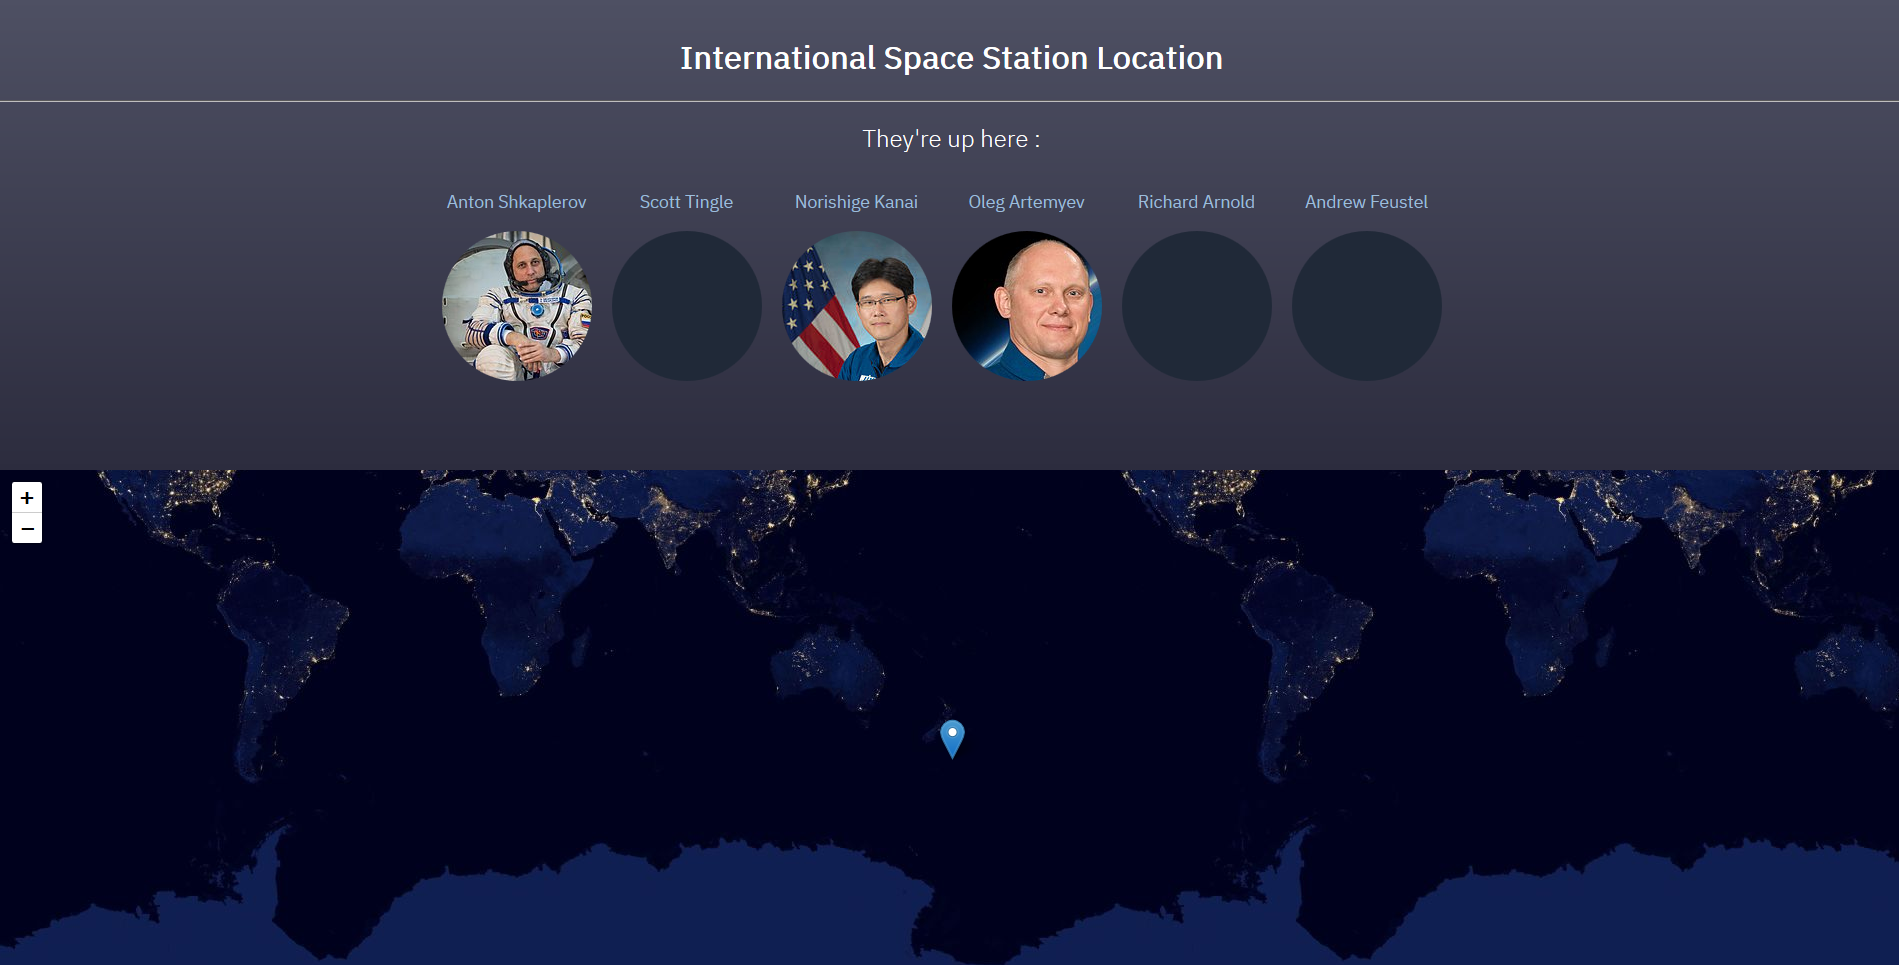 International Space Station Location
They're up here :
Anton Shkaplerov Scott Tingle Norishige Kanai Oleg Artemyev Richard Arnold Andrew Feustel
+
−